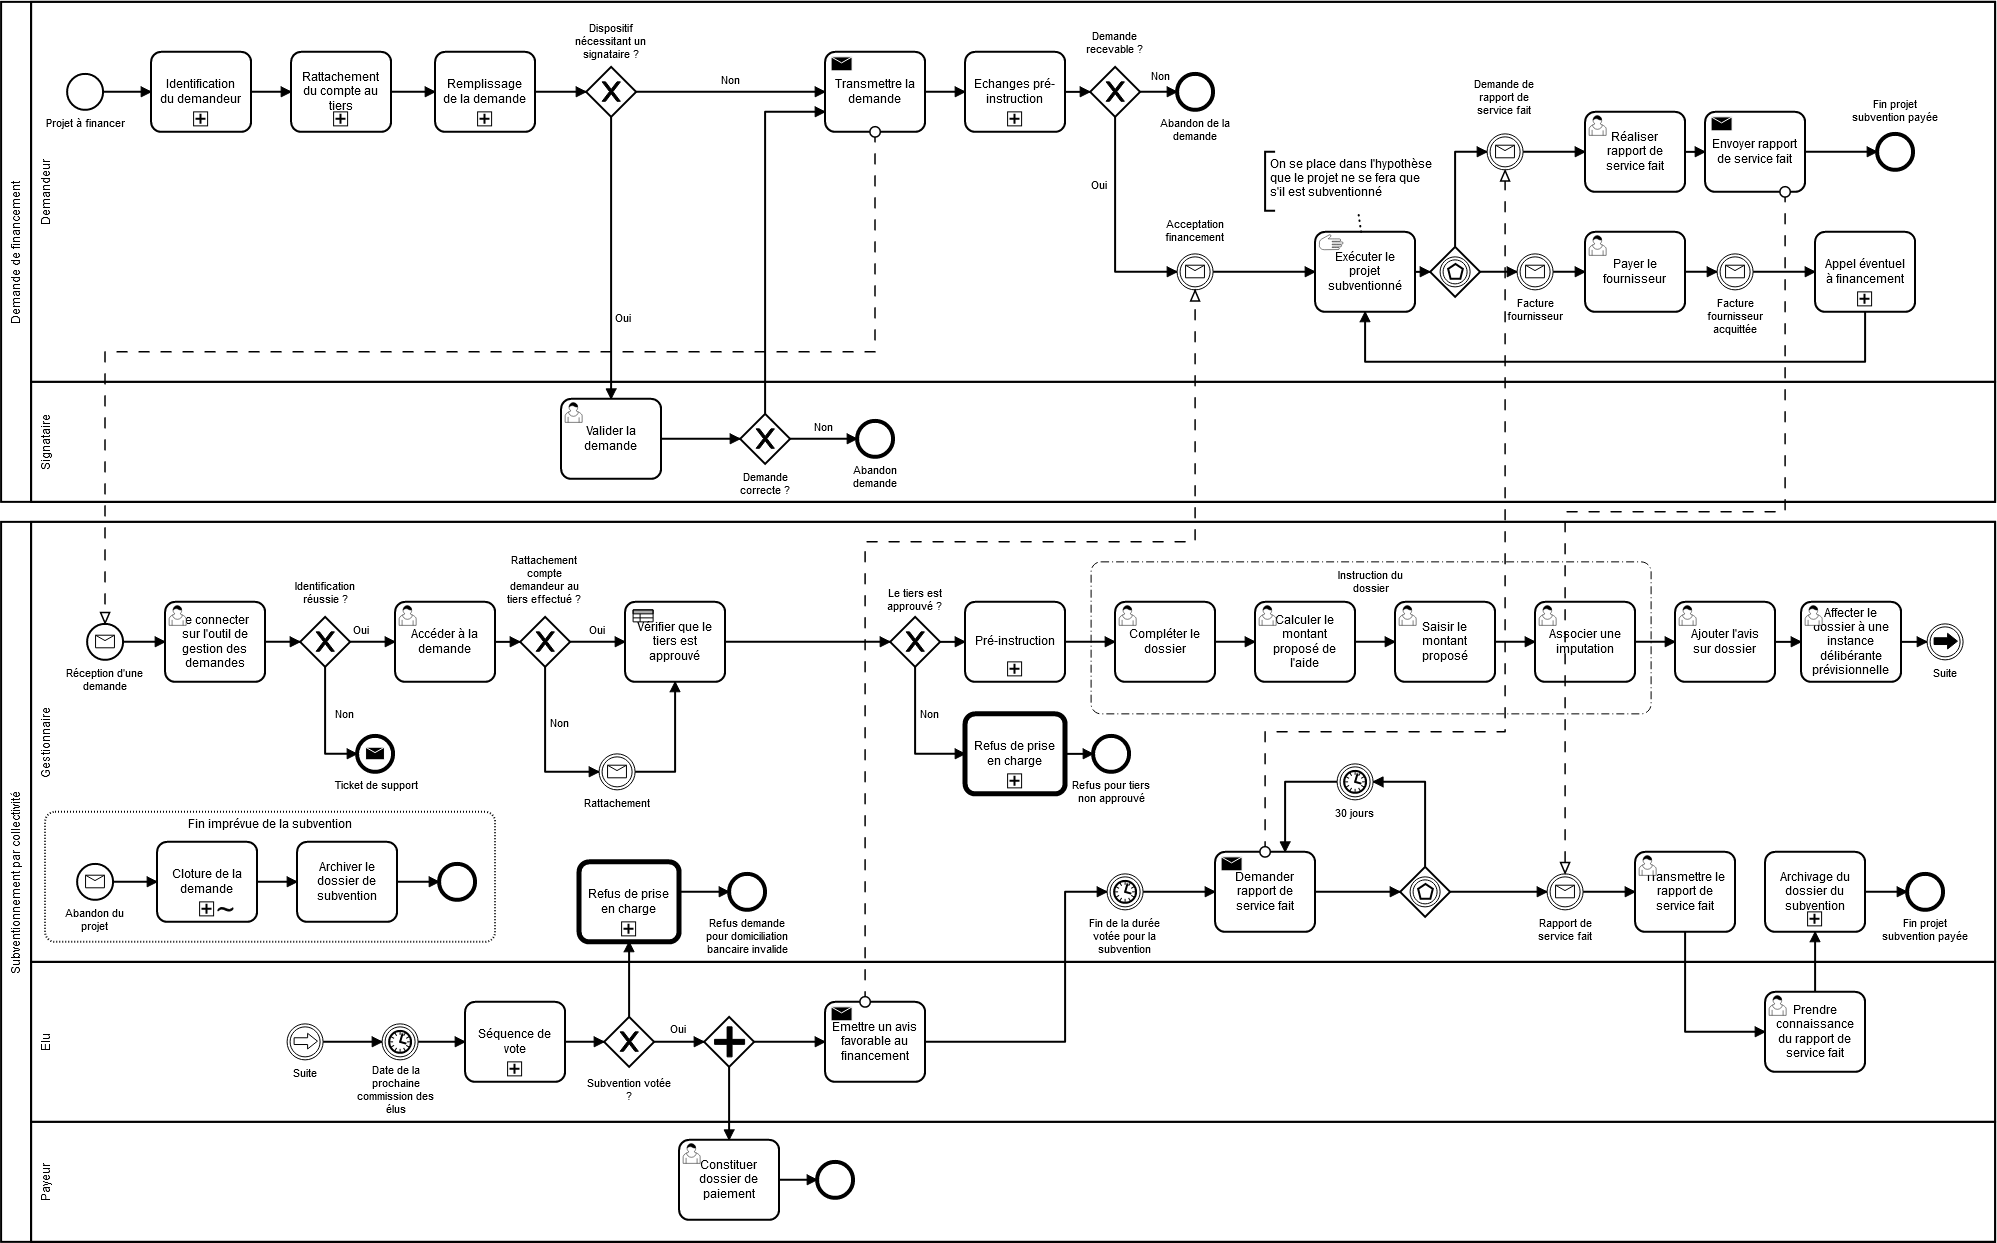 Demande de financement
Demandeur
Projet à financer
Identification
du demandeur
Rattachement
du compte au
tiers
Remplissage
de la demande
Dispositif
nécessitant un
signataire ?
Non
Oui
Transmettre la
demande
Echanges pré-
instruction
Demande
recevable ?
Non
Abandon de la
demande
Oui
Acceptation
financement
On se place dans l'hypothèse
que le projet ne se fera que
s'il est subventionné
Exécuter le
projet
subventionné
Demande de
rapport de
service fait
Réaliser
rapport de
service fait
Envoyer rapport
de service fait
Fin projet
subvention payée
Facture
fournisseur
Payer le
fournisseur
Facture
fournisseur
acquittée
Appel éventuel
à financement
Signataire
Valider la
demande
Demande
correcte ?
Non
Abandon
demande
Subventionnement par collectivité
Gestionnaire
Réception d'une
demande
e connecter
sur l'outil de
gestion des
demandes
Identification
réussie ?
Oui
Non
Ticket de support
Accéder à la
demande
Rattachement
compte
demandeur au
tiers effectué ?
Oui
Non
Rattachement
Vérifier que le
tiers est
approuvé
Le tiers est
approuvé ?
Non
Pré-instruction
Refus de prise
en charge
Refus pour tiers
non approuvé
Instruction du
dossier
Compléter le
dossier
Calculer le
montant
proposé de
l'aide
Saisir le
montant
proposé
Associer une
imputation
Ajouter l'avis
sur dossier
Affecter le
dossier à une
instance
délibérante
prévisionnelle
Suite
Fin imprévue de la subvention
Abandon du
projet
Cloture de la
demande
Archiver le
dossier de
subvention
Refus de prise
en charge
Refus demande
pour domiciliation
bancaire invalide
Fin de la durée
votée pour la
subvention
Demander
rapport de
service fait
30 jours
Rapport de
service fait
Transmettre le
rapport de
service fait
Archivage du
dossier du
subvention
Fin projet
subvention payée
Elu
Suite
Date de la
prochaine
commission des
élus
Séquence de
vote
Subvention votée
?
Oui
Emettre un avis
favorable au
financement
Prendre
connaissance
du rapport de
service fait
Payeur
Constituer
dossier de
paiement